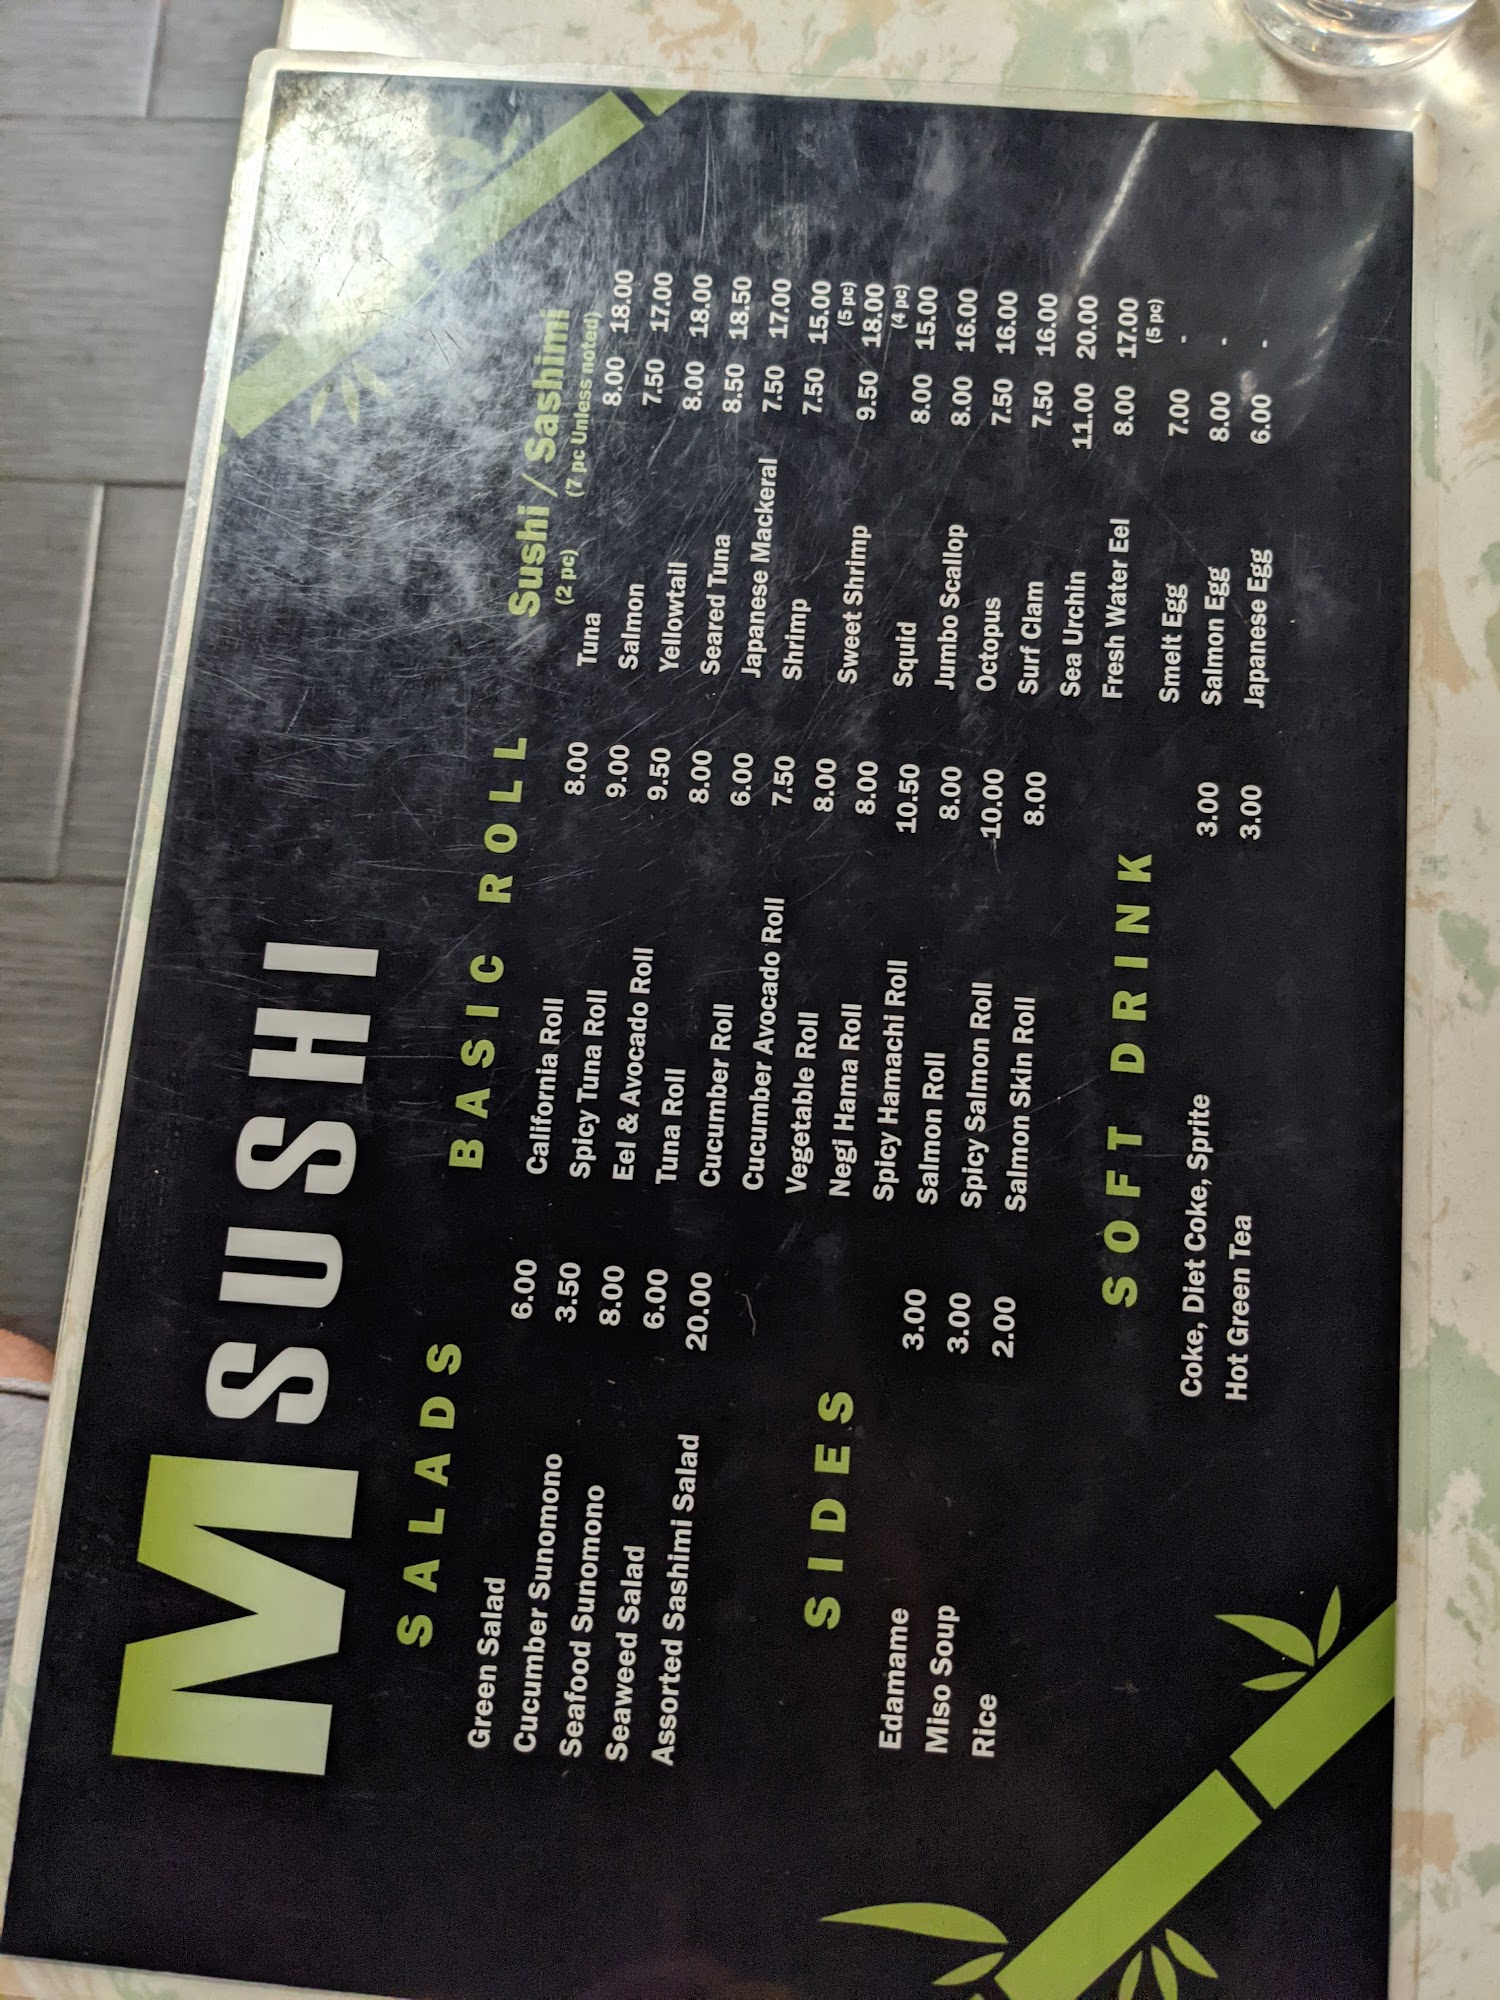 M SUSHI
SALADS
Green Salad 6.00
Cucumber Sunomono 3.50
Seafood Sunomono 8.00
Seaweed Salad 6.00
Assorted Sashimi Salad 20.00
SIDES
Edamame 3.00
Miso Soup 3.00
Rice 2.00
BASIC ROLL
California Roll 8.00
Spicy Tuna Roll 9.00
Eel & Avocado Roll 9.50
Tuna Roll 8.00
Cucumber Roll 6.00
Cucumber Avocado Roll 7.50
Vegetable Roll 8.00
Negi Hama Roll 8.00
Spicy Hamachi Roll 10.50
Salmon Roll 8.00
Spicy Salmon Roll 10.00
Salmon Skin Roll 8.00
SOFT DRINK
Coke, Diet Coke, Sprite 3.00
Hot Green Tea 3.00
Sushi / Sashimi
(2 pc) (7 pc Unless noted)
Tuna 8.00 18.00
Salmon 7.50 17.00
Yellowtail 8.00 18.00
Seared Tuna 8.50 18.50
Japanese Mackeral 7.50 17.00
Shrimp 7.50 15.00
(5 pc)
Sweet Shrimp 9.50 18.00
(4 pc)
Squid 8.00 15.00
Jumbo Scallop 8.00 16.00
Octopus 7.50 16.00
Surf Clam 7.50 16.00
Sea Urchin 11.00 20.00
Fresh Water Eel 8.00 17.00
(5 pc)
Smelt Egg 7.00 -
Salmon Egg 8.00 -
Japanese Egg 6.00 -